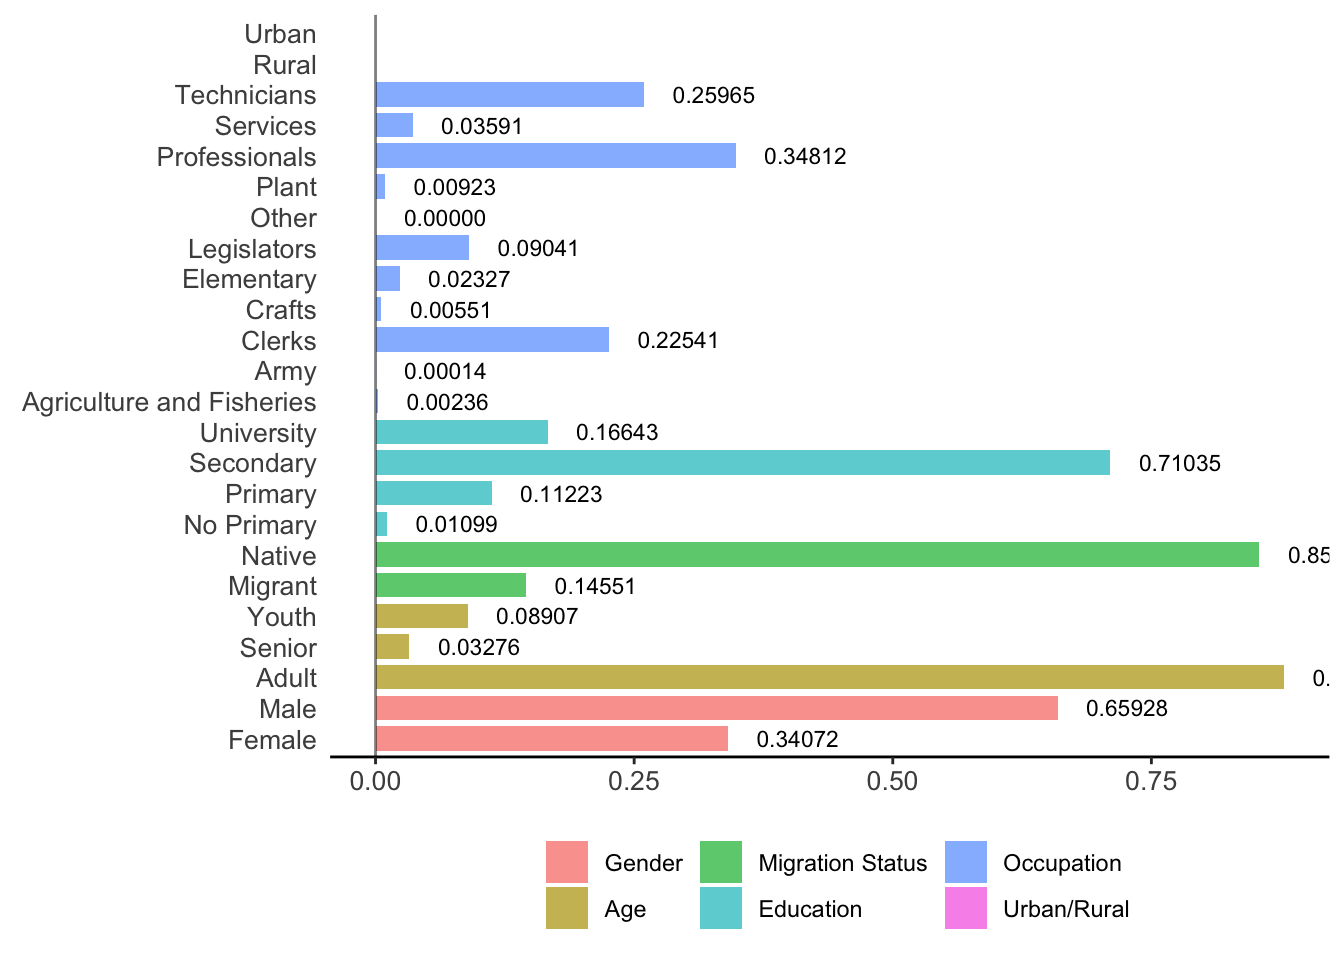 Urban
Rural
Technicians 0.25965
Services 0.03591
Professionals 0.34812
Plant 0.00923
Other 0.00000
Legislators 0.09041
Elementary 0.02327
Crafts 0.00551
Clerks 0.22541
Army 0.00014
Agriculture and Fisheries 0.00236
University 0.16643
Secondary 0.71035
Primary 0.11223
No Primary 0.01099
Native 0.85
Migrant 0.14551
Youth 0.08907
Senior 0.03276
Adult 0.
Male 0.65928
Female 0.34072
0.00 0.25 0.50 0.75
Gender Migration Status Occupation
Age Education Urban/Rural